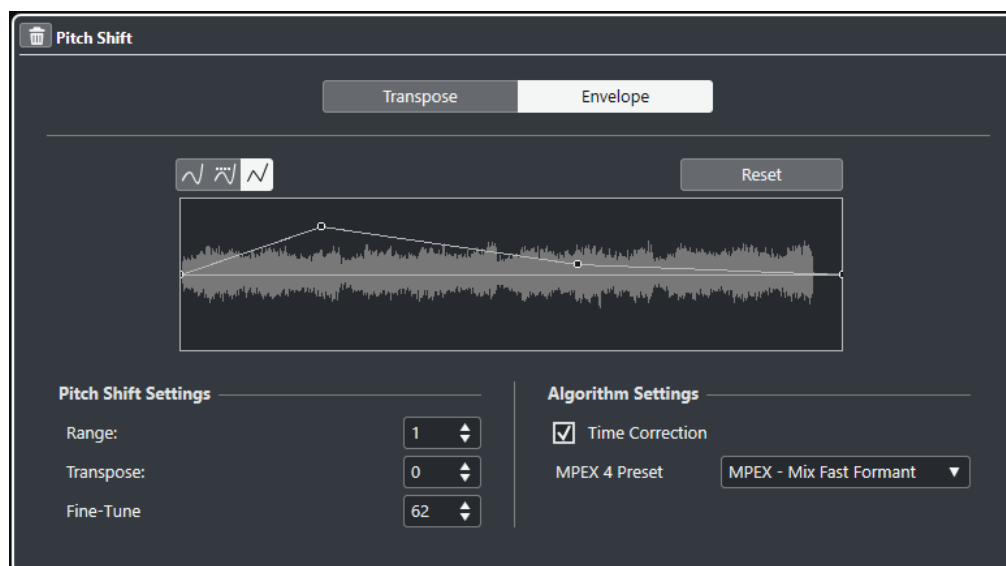 Pitch Shift
Transpose Envelope
Reset
Pitch Shift Settings
Range: 1
Transpose: 0
Fine-Tune 62
Algorithm Settings
Time Correction
MPEX 4 Preset MPEX - Mix Fast Formant